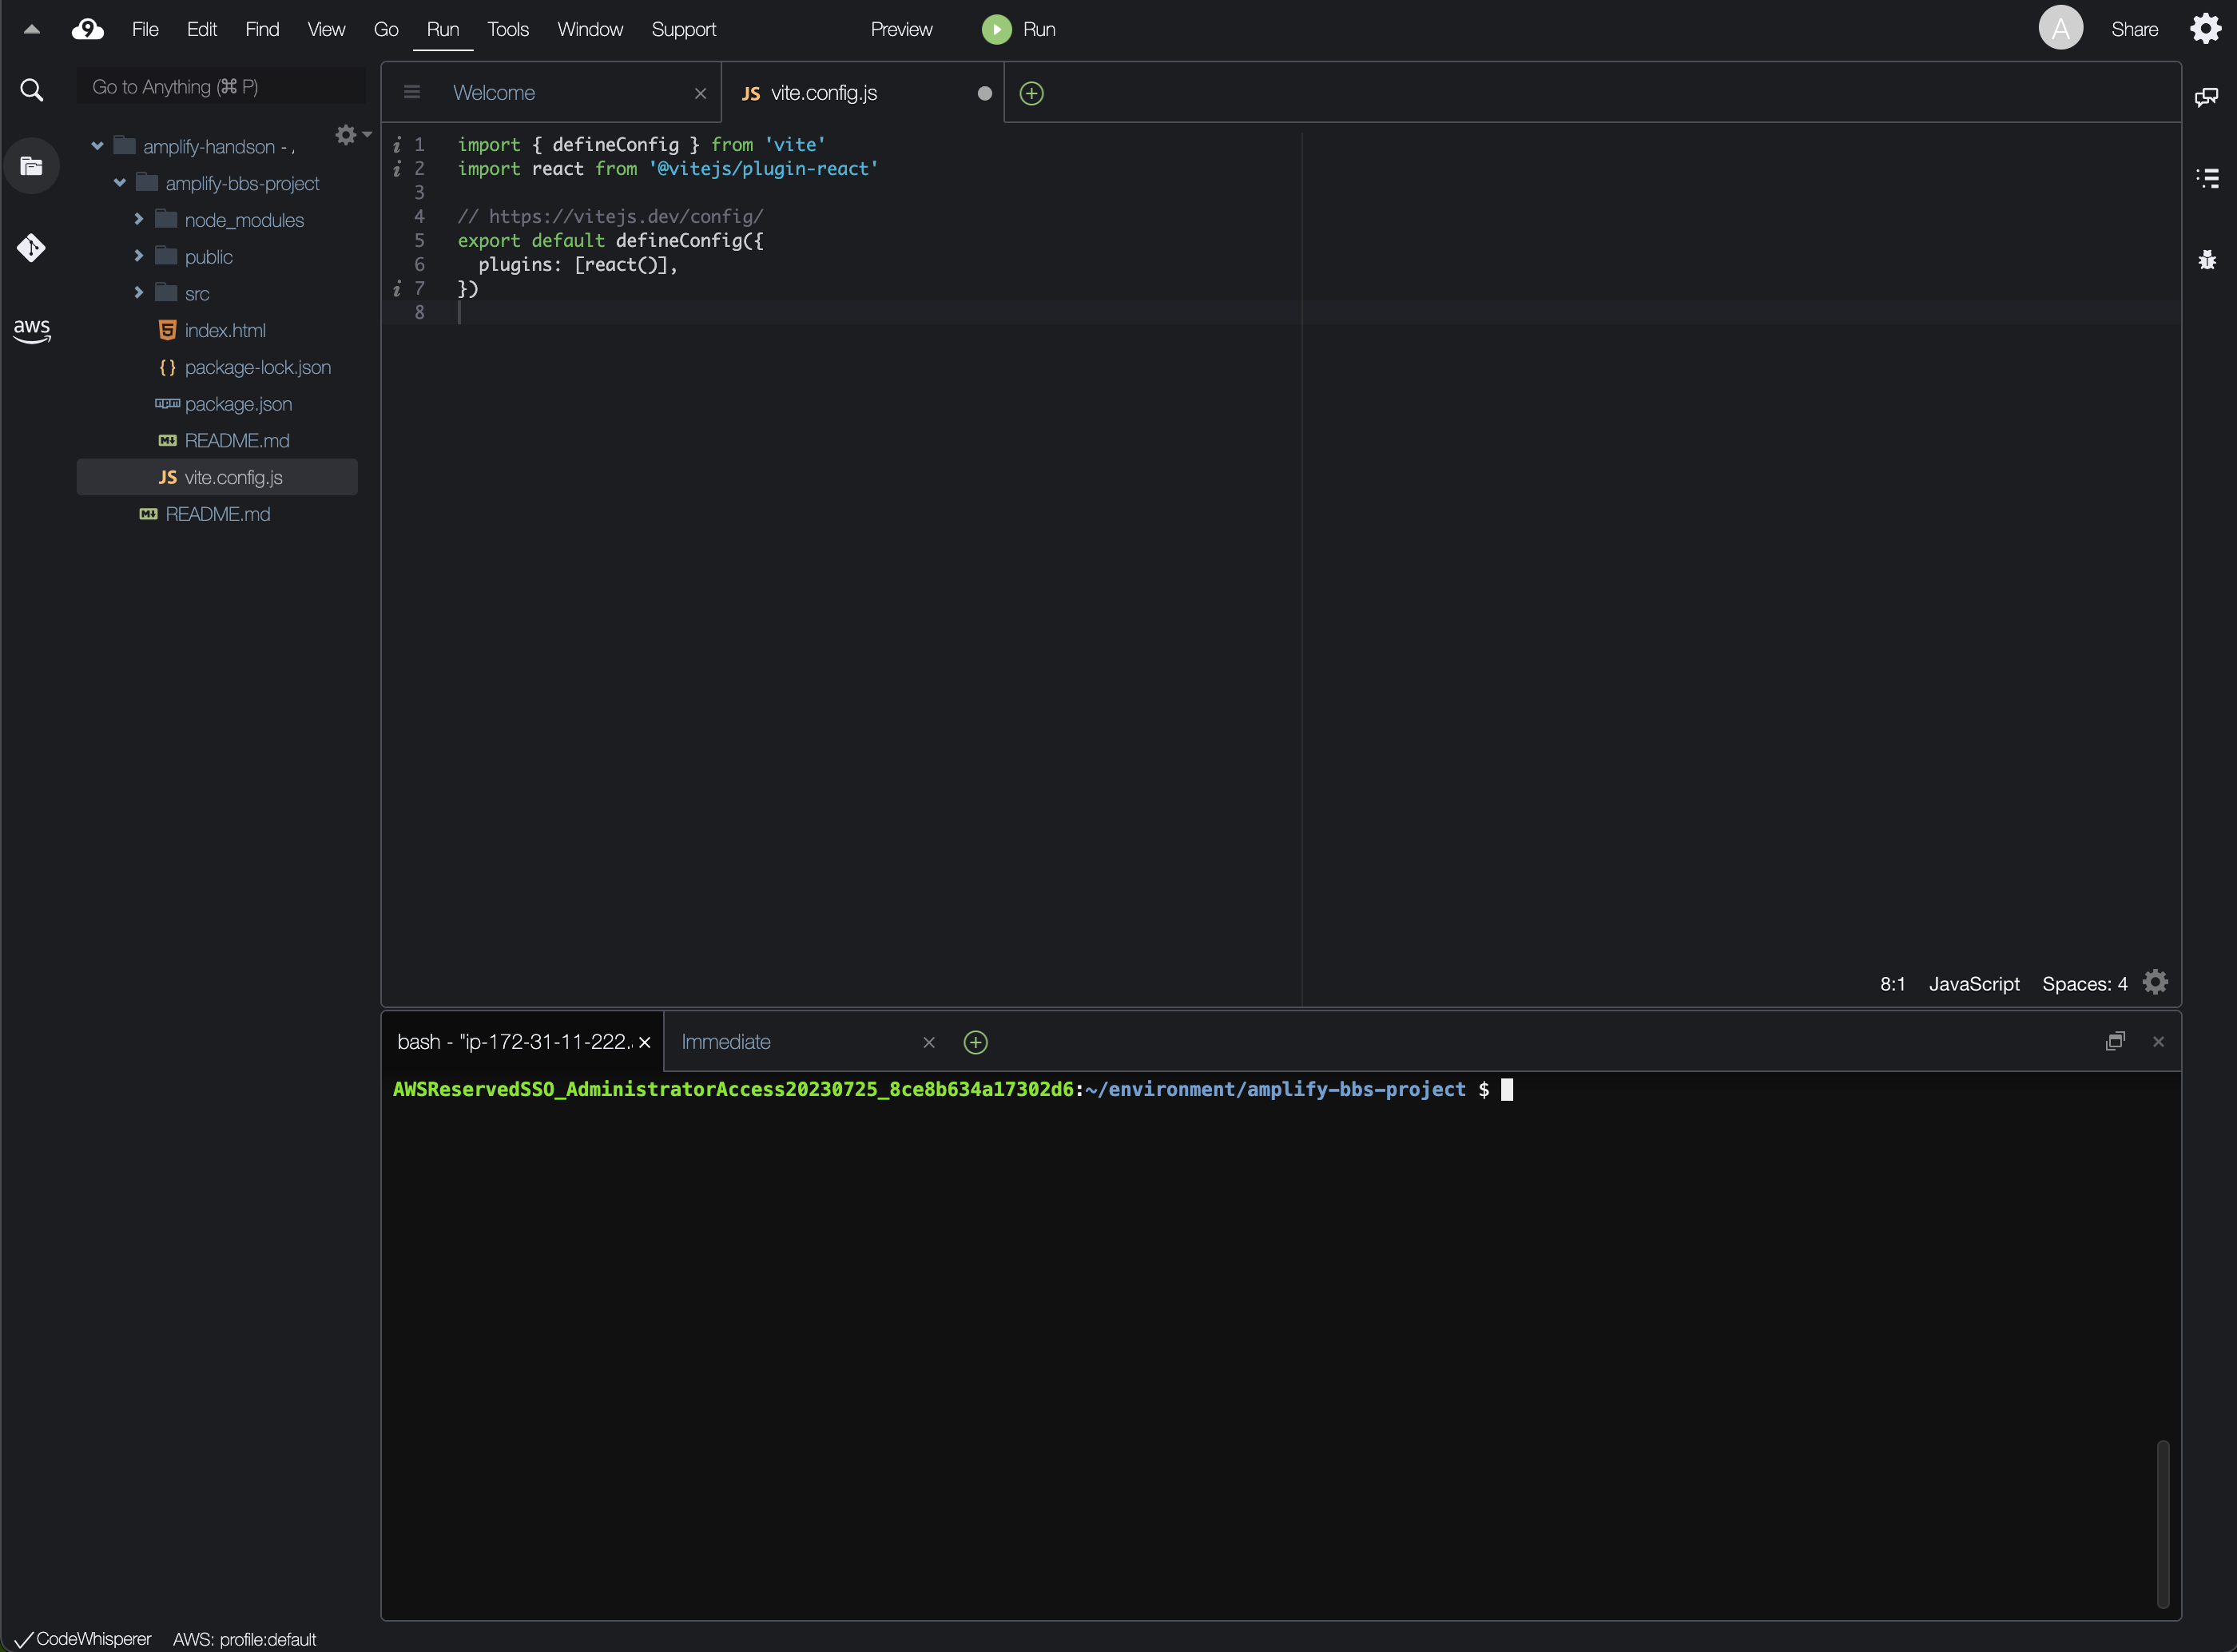 9 File Edit Find View Go Run Tools Window Support Preview Run A Share
Go to Anything (⌘ P)
Welcome
JS vite.config.js
amplify-handson - 
amplify-bbs-project
node_modules
public
src
index.html
package-lock.json
package.json
README.md
JS vite.config.js
README.md
aws
i 1 import { defineConfig } from 'vite'
i 2 import react from '@vitejs/plugin-react'
3
4 // https://vitejs.dev/config/
5 export default defineConfig({
6 plugins: [react()],
i 7 })
8
8:1 JavaScript Spaces: 4
bash - "ip-172-31-11-222. Immediate
AWSReservedSSO_AdministratorAccess20230725_8ce8b634a17302d6:~/environment/amplify-bbs-project $
CodeWhisperer AWS: profile:default